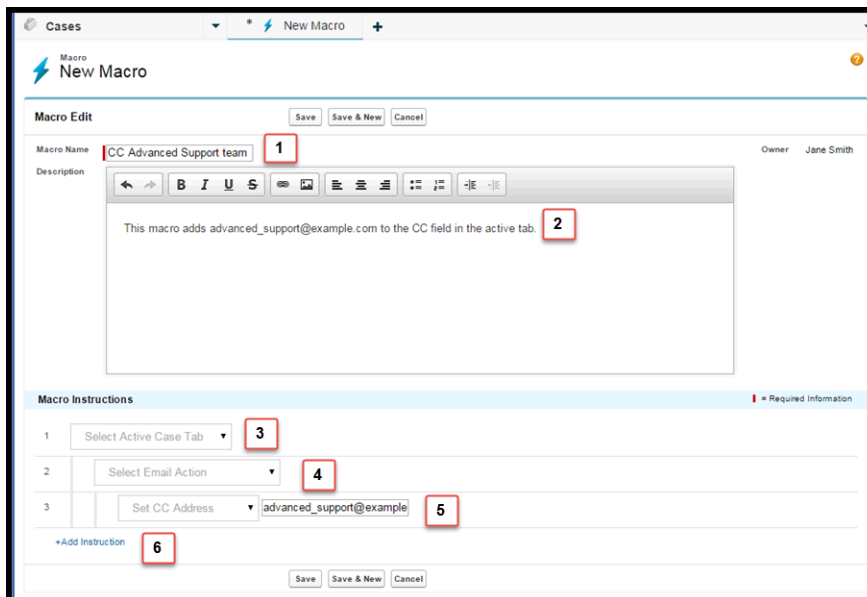 Cases * New Macro +
Macro
New Macro ?
Macro Edit Save Save & New Cancel
Macro Name CC Advanced Support team 1 Owner Jane Smith
Description
B I U S
This macro adds advanced_support@example.com to the CC field in the active tab. 2
Macro Instructions = Required Information
1 Select Active Case Tab 3
2 Select Email Action 4
3 Set CC Address advanced_support@example 5
+Add Instruction 6
Save Save & New Cancel